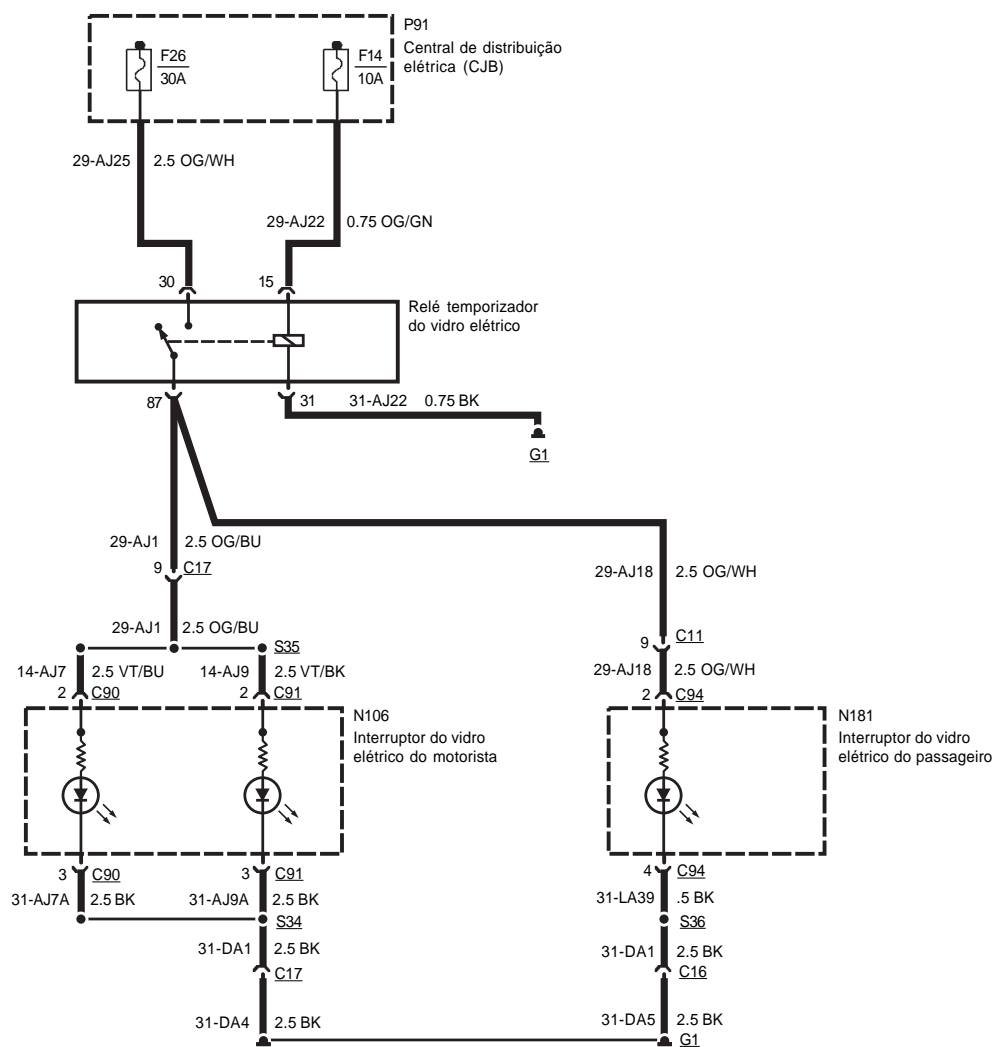 P91
Central de distribuição
elétrica (CJB)
F26
30A
F14
10A
29-AJ25 2.5 OG/WH
29-AJ22 0.75 OG/GN
30
15
Relé temporizador
do vidro elétrico
87
31
31-AJ22 0.75 BK
G1
29-AJ1 2.5 OG/BU
9 C17
29-AJ18 2.5 OG/WH
29-AJ1 2.5 OG/BU
9 C11
S35
14-AJ7 2.5 VT/BU
14-AJ9 2.5 VT/BK
29-AJ18 2.5 OG/WH
2 C90
2 C91
2 C94
N106
Interruptor do vidro
elétrico do motorista
N181
Interruptor do vidro
elétrico do passageiro
3 C90
3 C91
4 C94
31-AJ7A 2.5 BK
31-AJ9A 2.5 BK
31-LA39 .5 BK
S34
S36
31-DA1 2.5 BK
31-DA1 2.5 BK
C17
C16
31-DA4 2.5 BK
31-DA5 2.5 BK
G1